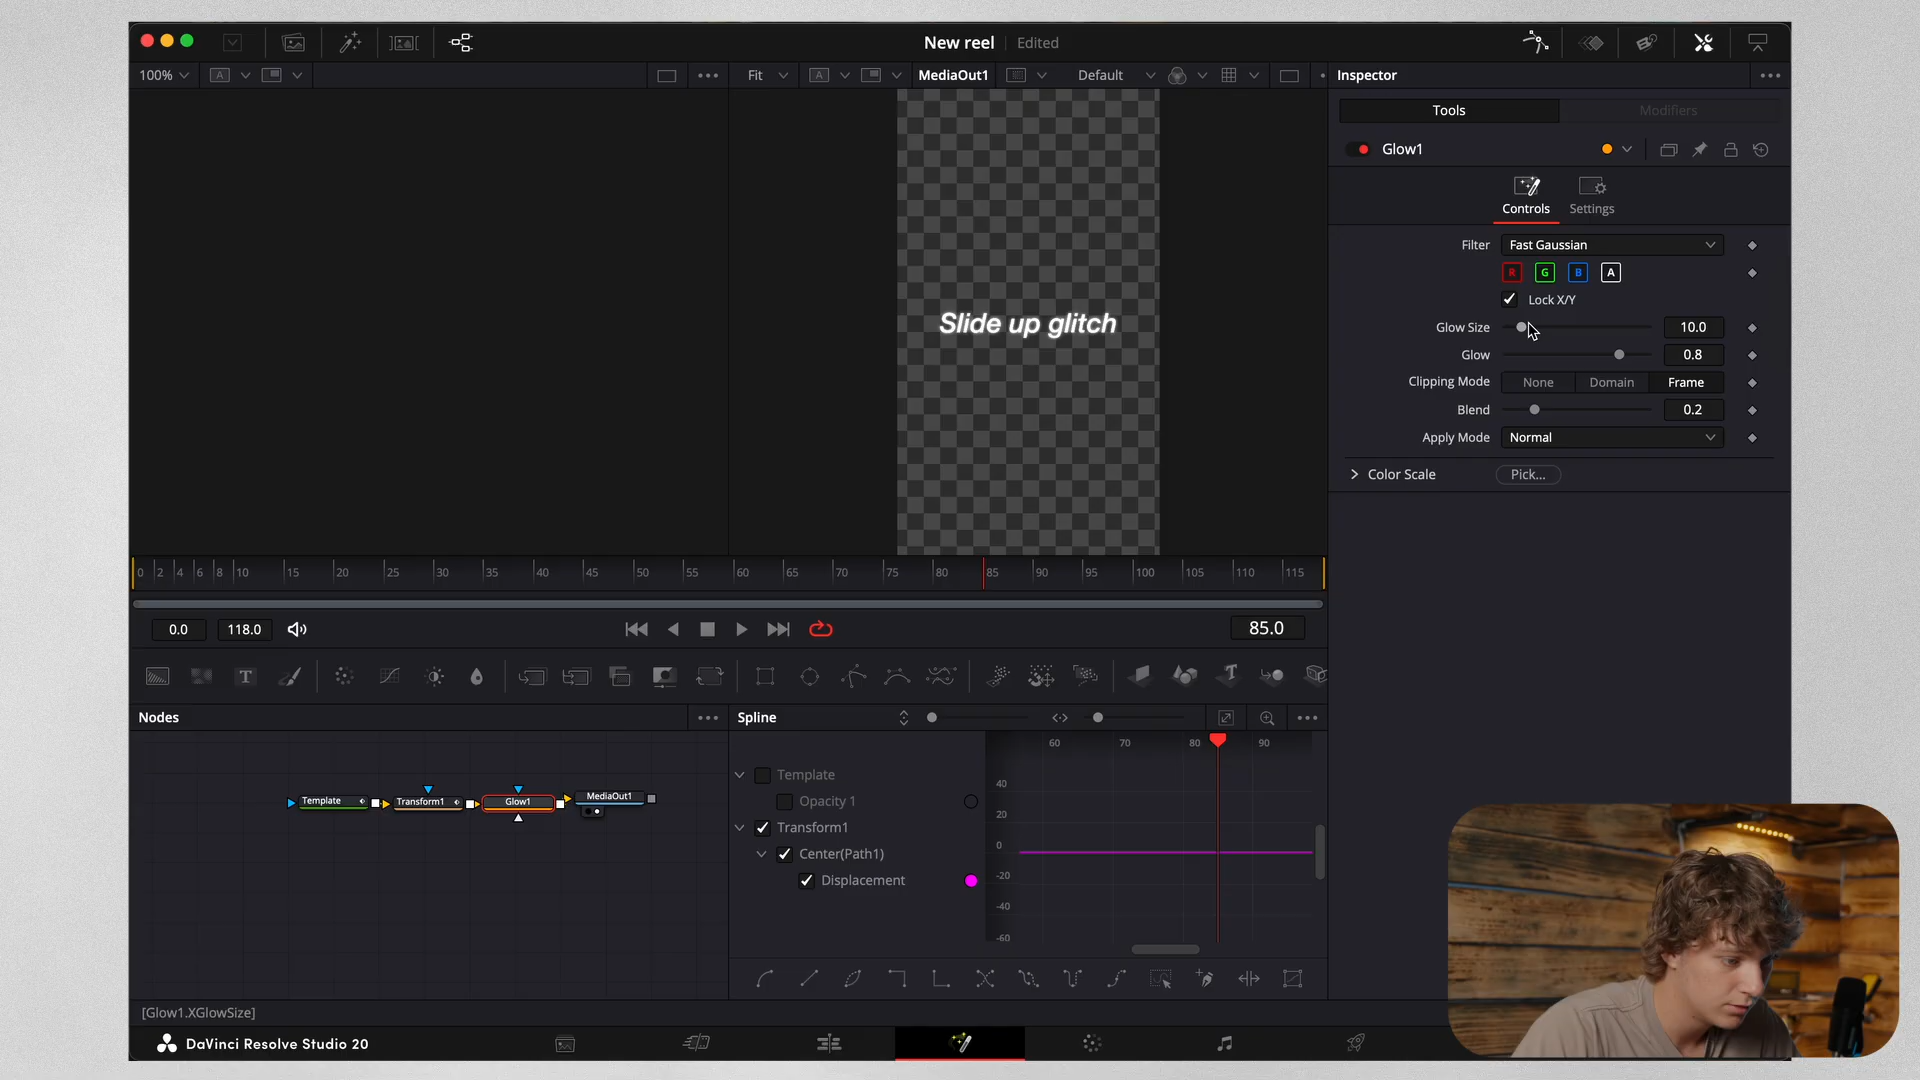 New reel Edited
100% A Fit A MediaOut1 Default Inspector
Tools Modifiers
Glow1
Controls Settings
Filter Fast Gaussian
R G B A
Lock X/Y
Glow Size 10.0
Glow 0.8
Clipping Mode None Domain Frame
Blend 0.2
Apply Mode Normal
Color Scale Pick...
Slide up glitch
0 2 4 6 8 10 15 20 25 30 35 40 45 50 55 60 65 70 75 80 85 90 95 100 105 110 115
0.0 118.0 85.0
T T
Nodes Spline
60 70 80 90
Template
Opacity 1
Transform1
Center(Path1)
Displacement
40
20
0
-20
-40
-60
Template Transform1 Glow1 MediaOut1
[Glow1.XGlowSize]
DaVinci Resolve Studio 20